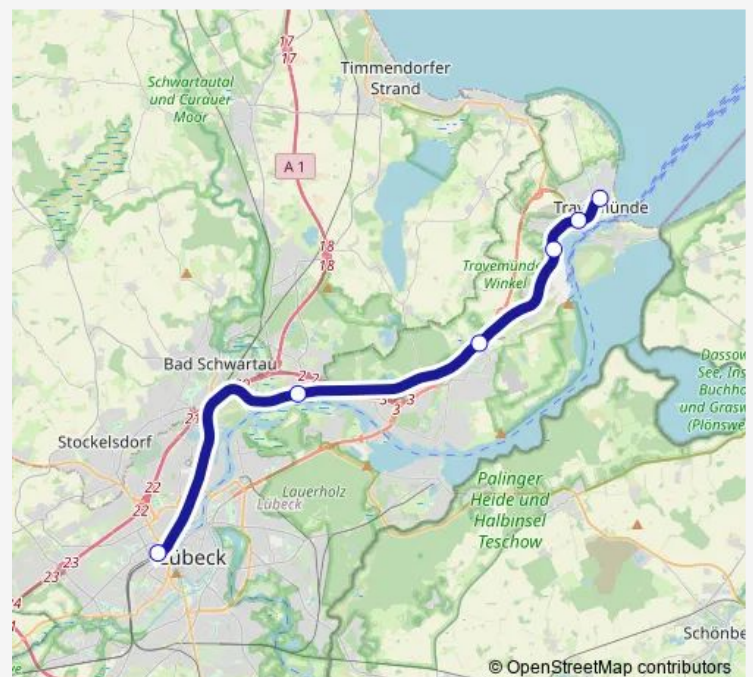 17
17
Timmendorfer
Strand
Schwartautal
und Curauer
Moor
A 1
18
18
Travemünde
Travemünde
Winkel
Bad Schwartau
2
2
3
3
21
Stockelsdorf
22
22
Lauerholz
Lübeck
Lübeck
23
23
Palinger
Heide und
Halbinsel
Teschow
Dassow
See, Ins
Buchho
und Grasw
(Plönswe
Schönbe
© OpenStreetMap contributors